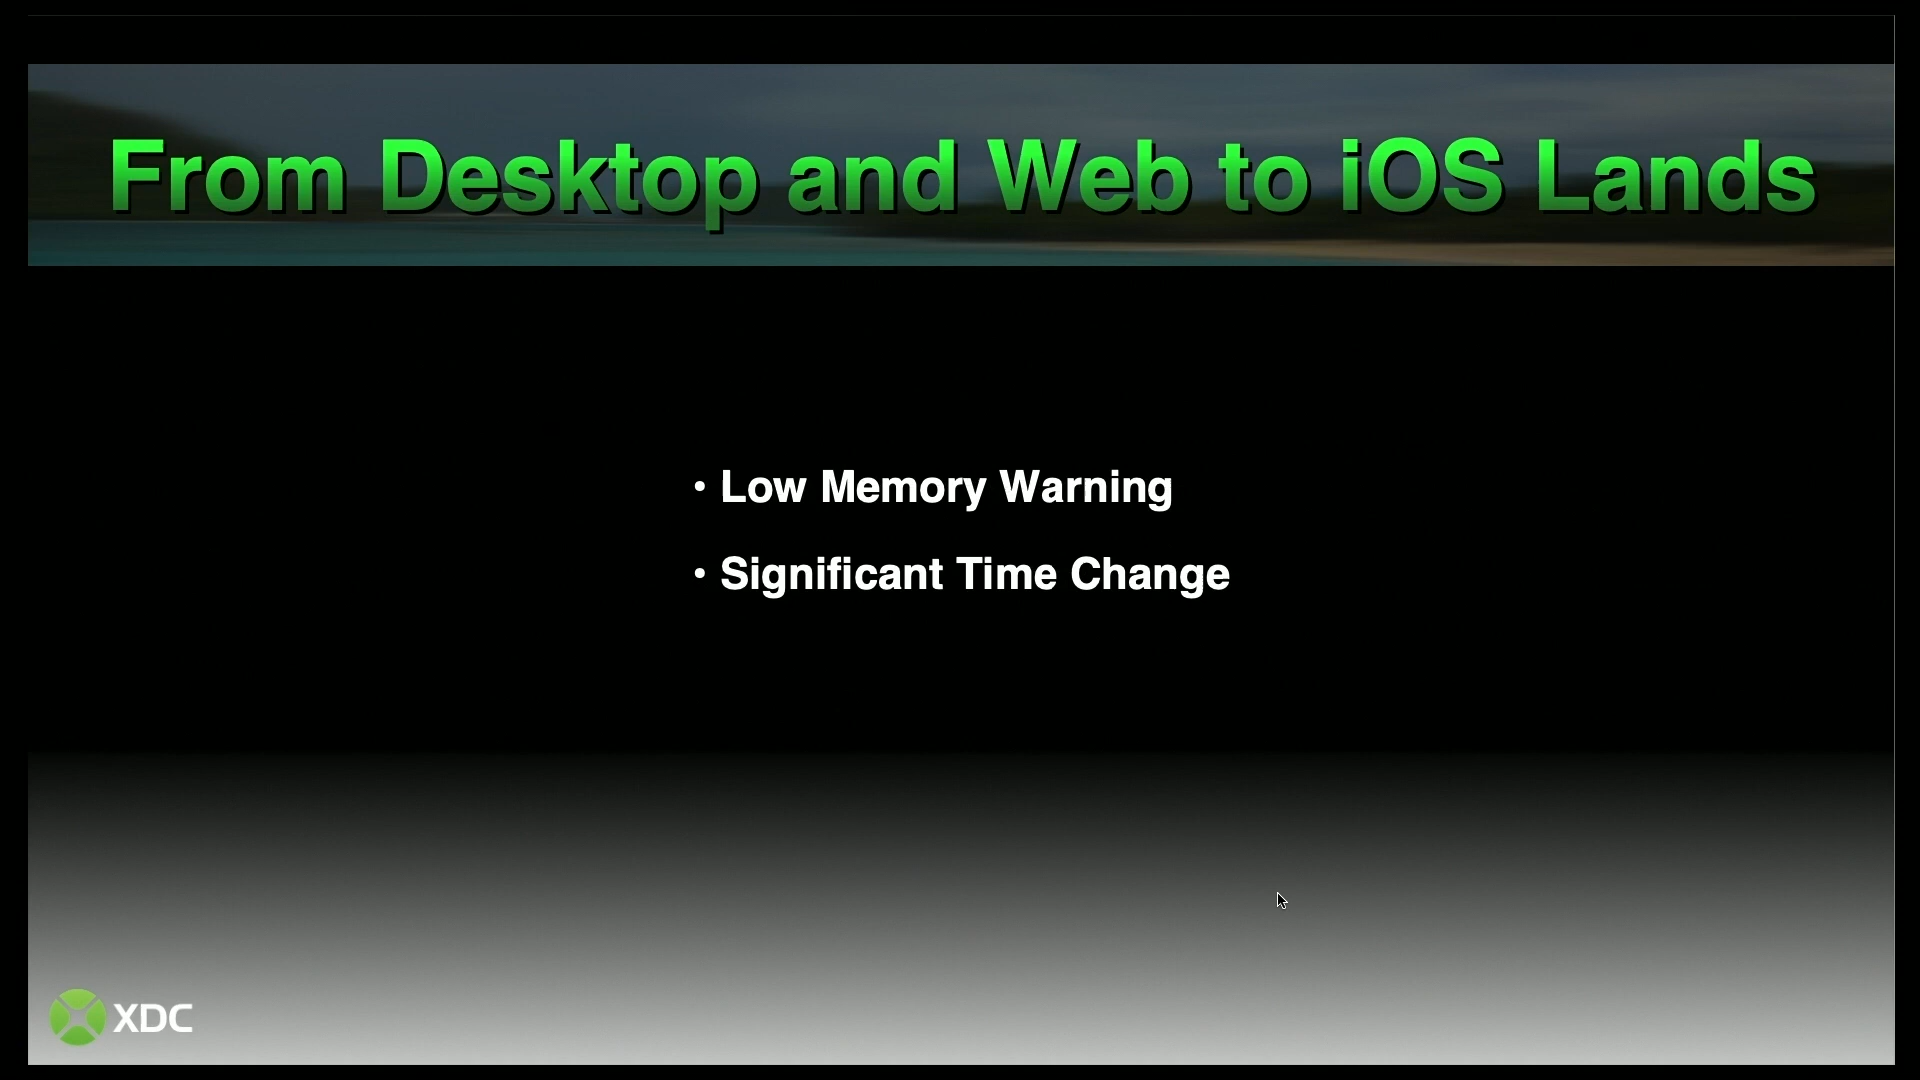 From Desktop and Web to iOS Lands
• Low Memory Warning
• Significant Time Change
XDC